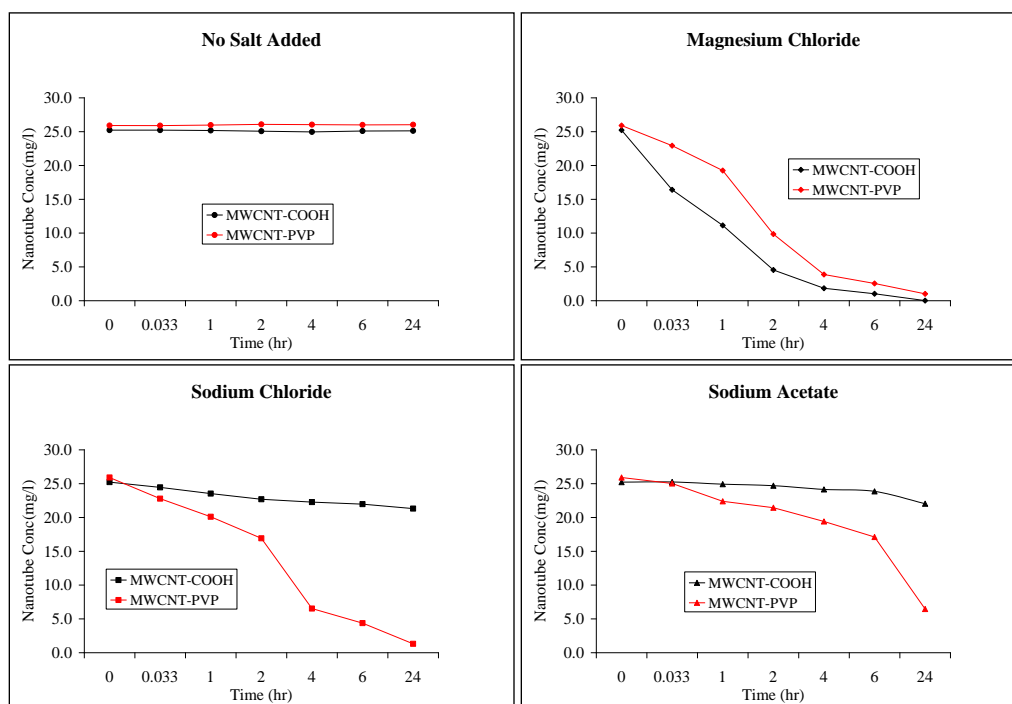 No Salt Added
30.0
25.0
20.0
15.0
10.0
5.0
0.0
Nanotube Conc(mg/l)
MWCNT-COOH
MWCNT-PVP
0 0.033 1 2 4 6 24
Time (hr)
Magnesium Chloride
30.0
25.0
20.0
15.0
10.0
5.0
0.0
Nanotube Conc(mg/l)
MWCNT-COOH
MWCNT-PVP
0 0.033 1 2 4 6 24
Time (hr)
Sodium Chloride
30.0
25.0
20.0
15.0
10.0
5.0
0.0
Nanotube Conc(mg/l)
MWCNT-COOH
MWCNT-PVP
0 0.033 1 2 4 6 24
Time (hr)
Sodium Acetate
30.0
25.0
20.0
15.0
10.0
5.0
0.0
Nanotube Conc(mg/l)
MWCNT-COOH
MWCNT-PVP
0 0.033 1 2 4 6 24
Time (hr)